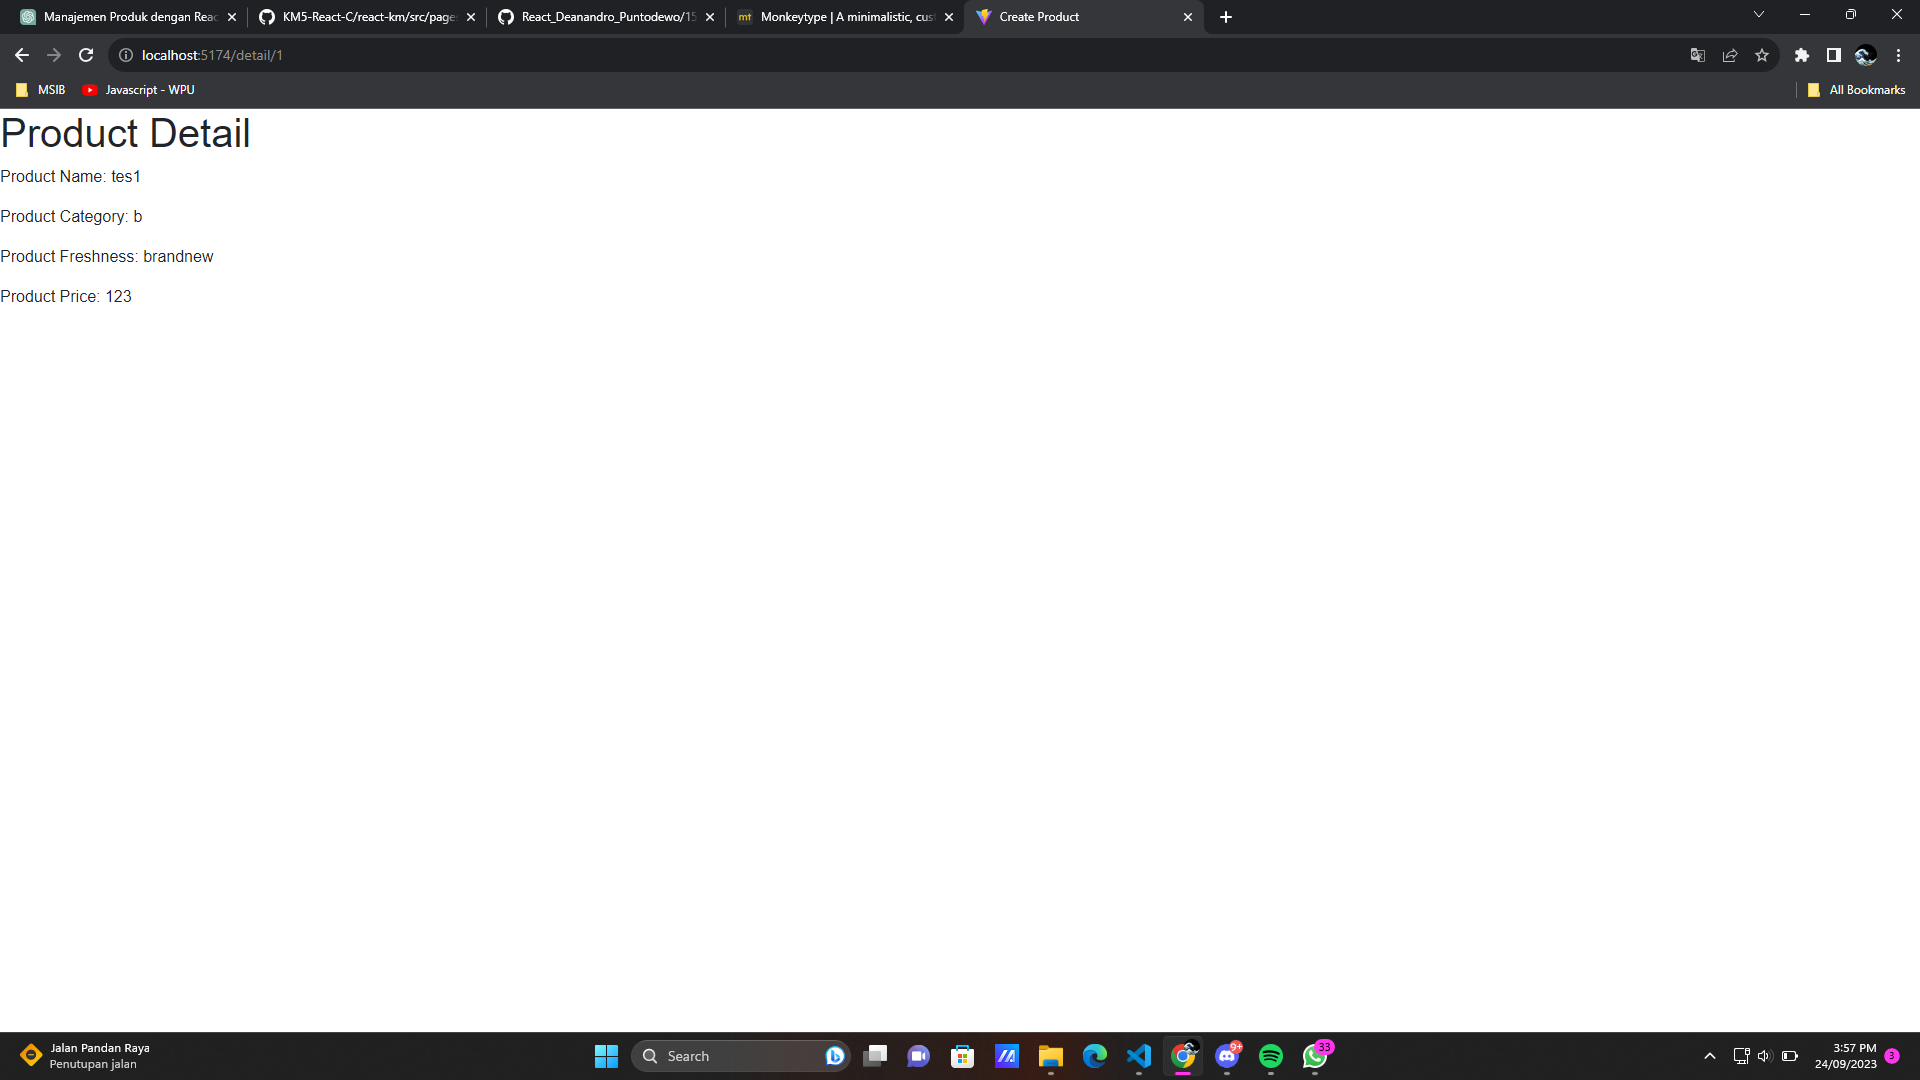 Manajemen Produk dengan Reac
KM5-React-C/react-km/src/page
React_Deanandro_Puntodewo/15
mt
Monkeytype | A minimalistic, cus
Create Product
localhost:5174/detail/1
MSIB
Javascript - WPU
All Bookmarks
Product Detail
Product Name: tes1
Product Category: b
Product Freshness: brandnew
Product Price: 123
Jalan Pandan Raya
Penutupan jalan
Search
9+
33
3:57 PM
24/09/2023
3